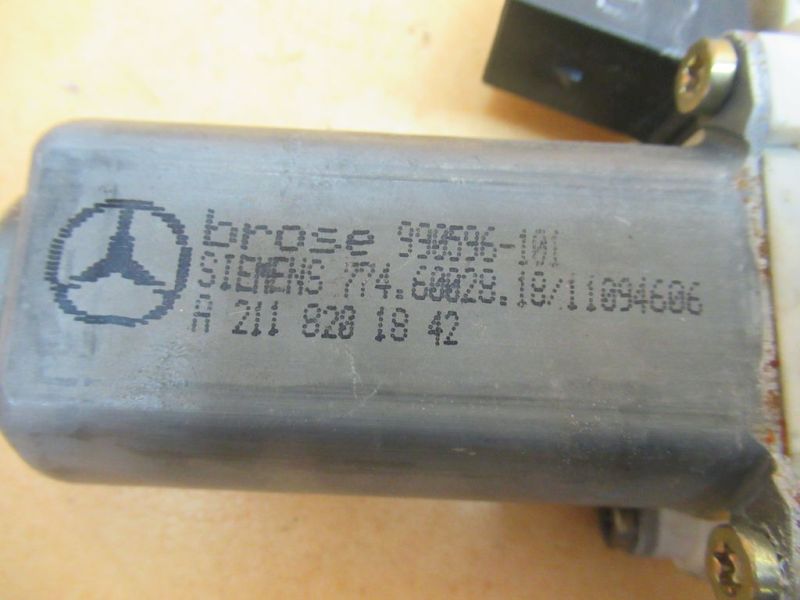 brose 990596-101
SIEMENS 774.60028.18/11094606
A 211 820 18 42